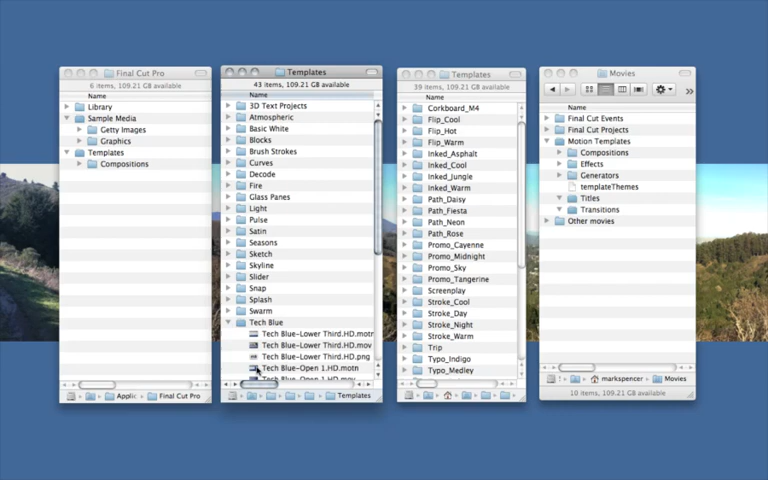 Final Cut Pro
6 items, 109.21 GB available
Name
Library
Sample Media
Getty Images
Graphics
Templates
Compositions
Applic
Final Cut Pro
Templates
43 items, 109.21 GB available
Name
3D Text Projects
Atmospheric
Basic White
Blocks
Brush Strokes
Curves
Decode
Fire
Glass Panes
Light
Pulse
Satin
Seasons
Sketch
Skyline
Slider
Snap
Splash
Swarm
Tech Blue
Tech Blue-Lower Third.HD.motn
Tech Blue-Lower Third.HD.mov
Tech Blue-Lower Third.HD.png
Tech Blue-Open 1.HD.motn
Tech Blue-Open 1.HD.mov
Templates
Templates
39 items, 109.21 GB available
Name
Corkboard_M4
Flip_Cool
Flip_Hot
Flip_Warm
Inked_Asphalt
Inked_Cool
Inked_Jungle
Inked_Warm
Path_Daisy
Path_Fiesta
Path_Neon
Path_Rose
Promo_Cayenne
Promo_Midnight
Promo_Sky
Promo_Tangerine
Screenplay
Stroke_Cool
Stroke_Day
Stroke_Night
Stroke_Warm
Trip
Typo_Indigo
Typo_Medley
Movies
Name
Final Cut Events
Final Cut Projects
Motion Templates
Compositions
Effects
Generators
templateThemes
Titles
Transitions
Other movies
markspencer
Movies
10 items, 109.21 GB available